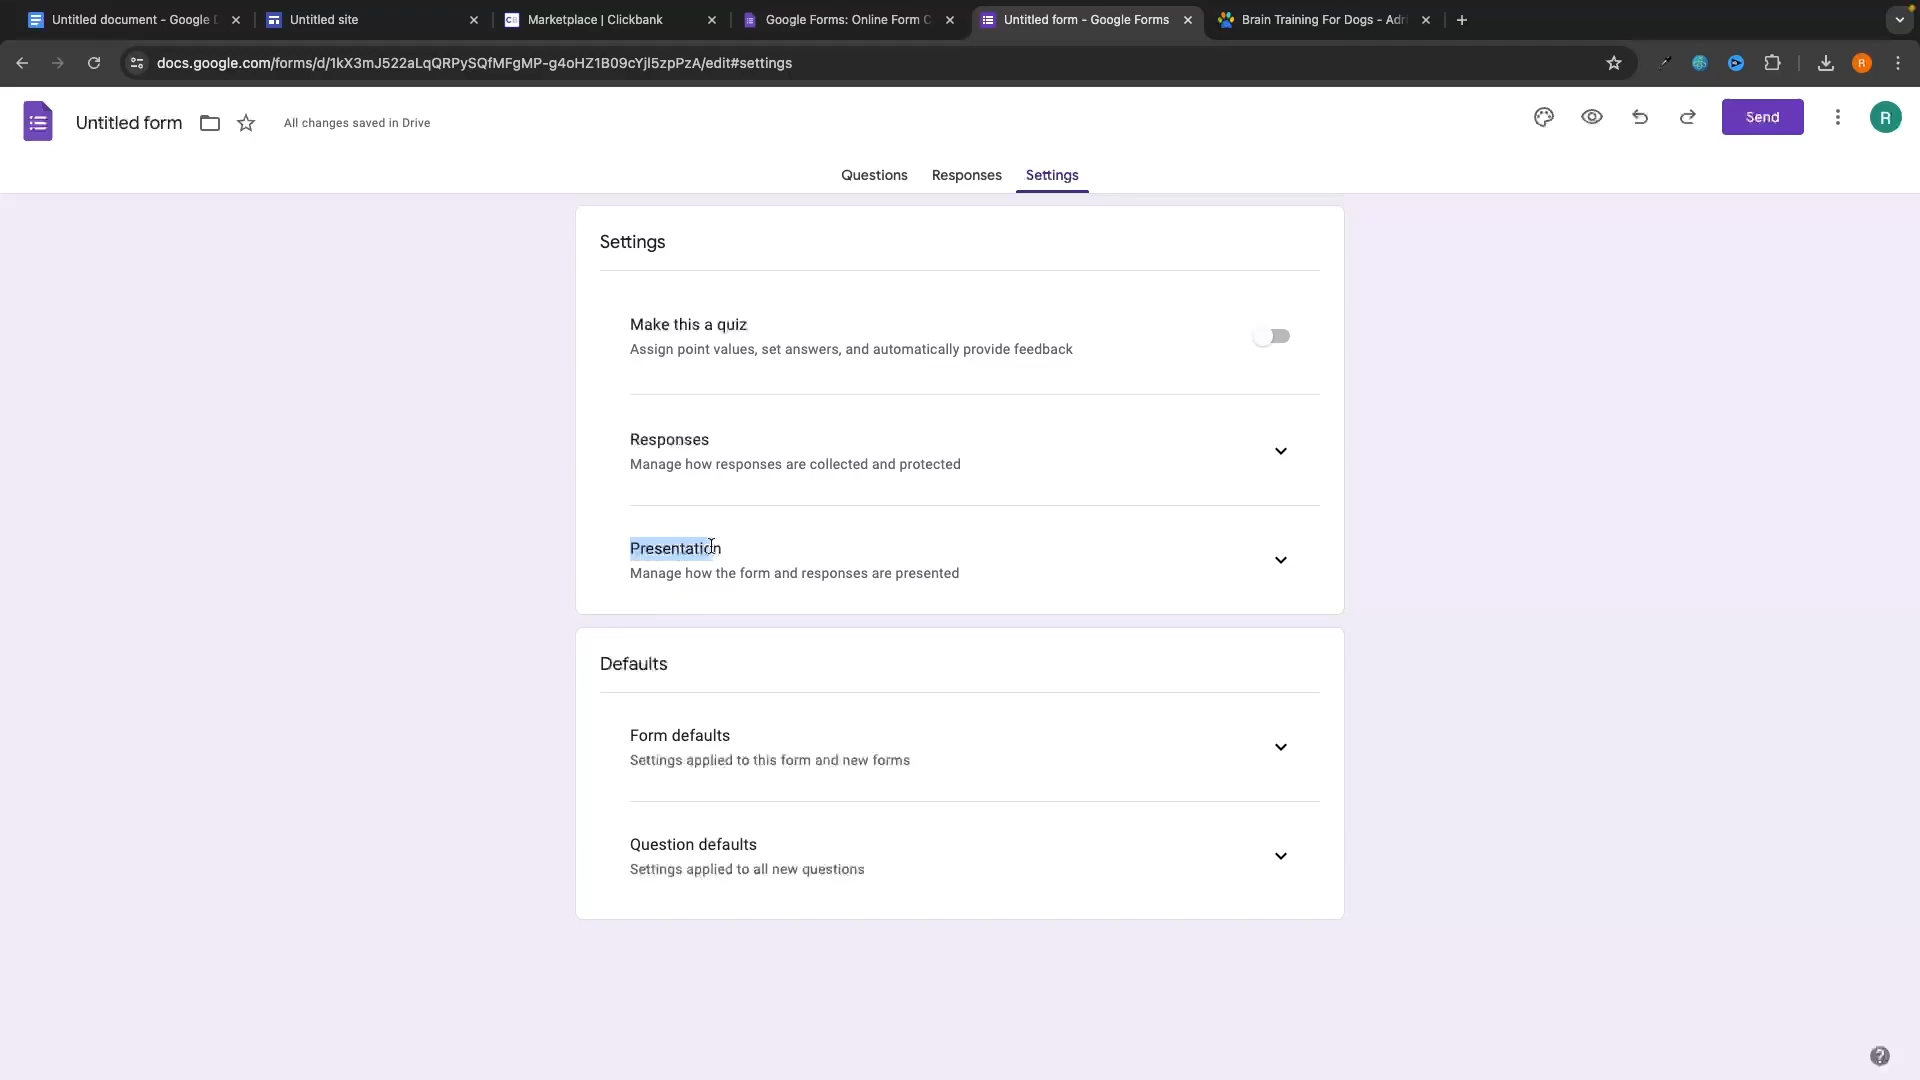 Untitled document - Google D
Untitled site
Marketplace | Clickbank
Google Forms: Online Form C
Untitled form - Google Forms
Brain Training For Dogs - Adri
docs.google.com/forms/d/1kX3mJ522aLqQRPySQfMFgMP-g4oHZ1B09cYjl5zpPzA/edit#settings
R
Untitled form
All changes saved in Drive
Send
R
Questions
Responses
Settings
Settings
Make this a quiz
Assign point values, set answers, and automatically provide feedback
Responses
Manage how responses are collected and protected
Presentation
Manage how the form and responses are presented
Defaults
Form defaults
Settings applied to this form and new forms
Question defaults
Settings applied to all new questions